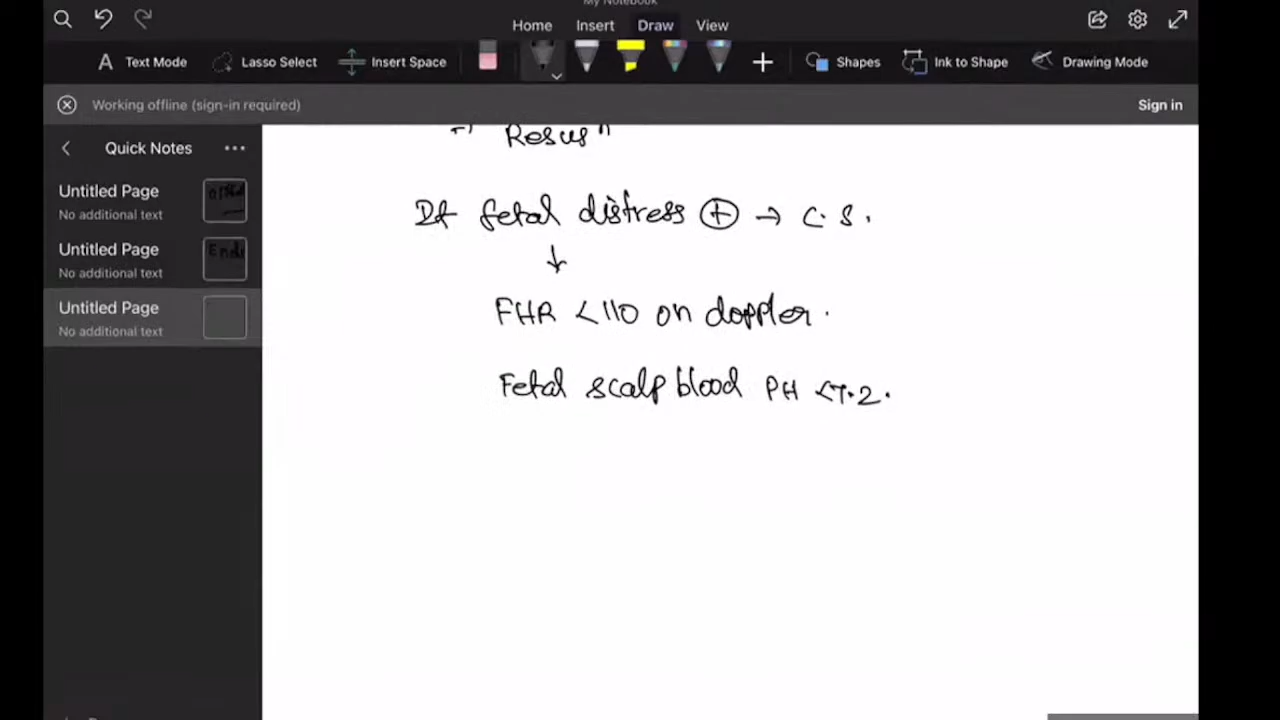 My Notebook
Home Insert Draw View
Text Mode Lasso Select Insert Space Shapes Ink to Shape Drawing Mode
Working offline (sign-in required) Sign in
Quick Notes
Untitled Page
No additional text
Untitled Page
No additional text
Untitled Page
No additional text
"Resus"
If fetal distress ⊕ → C.S.
↓
FHR <110 on doppler.
Fetal scalp blood PH <7.2.